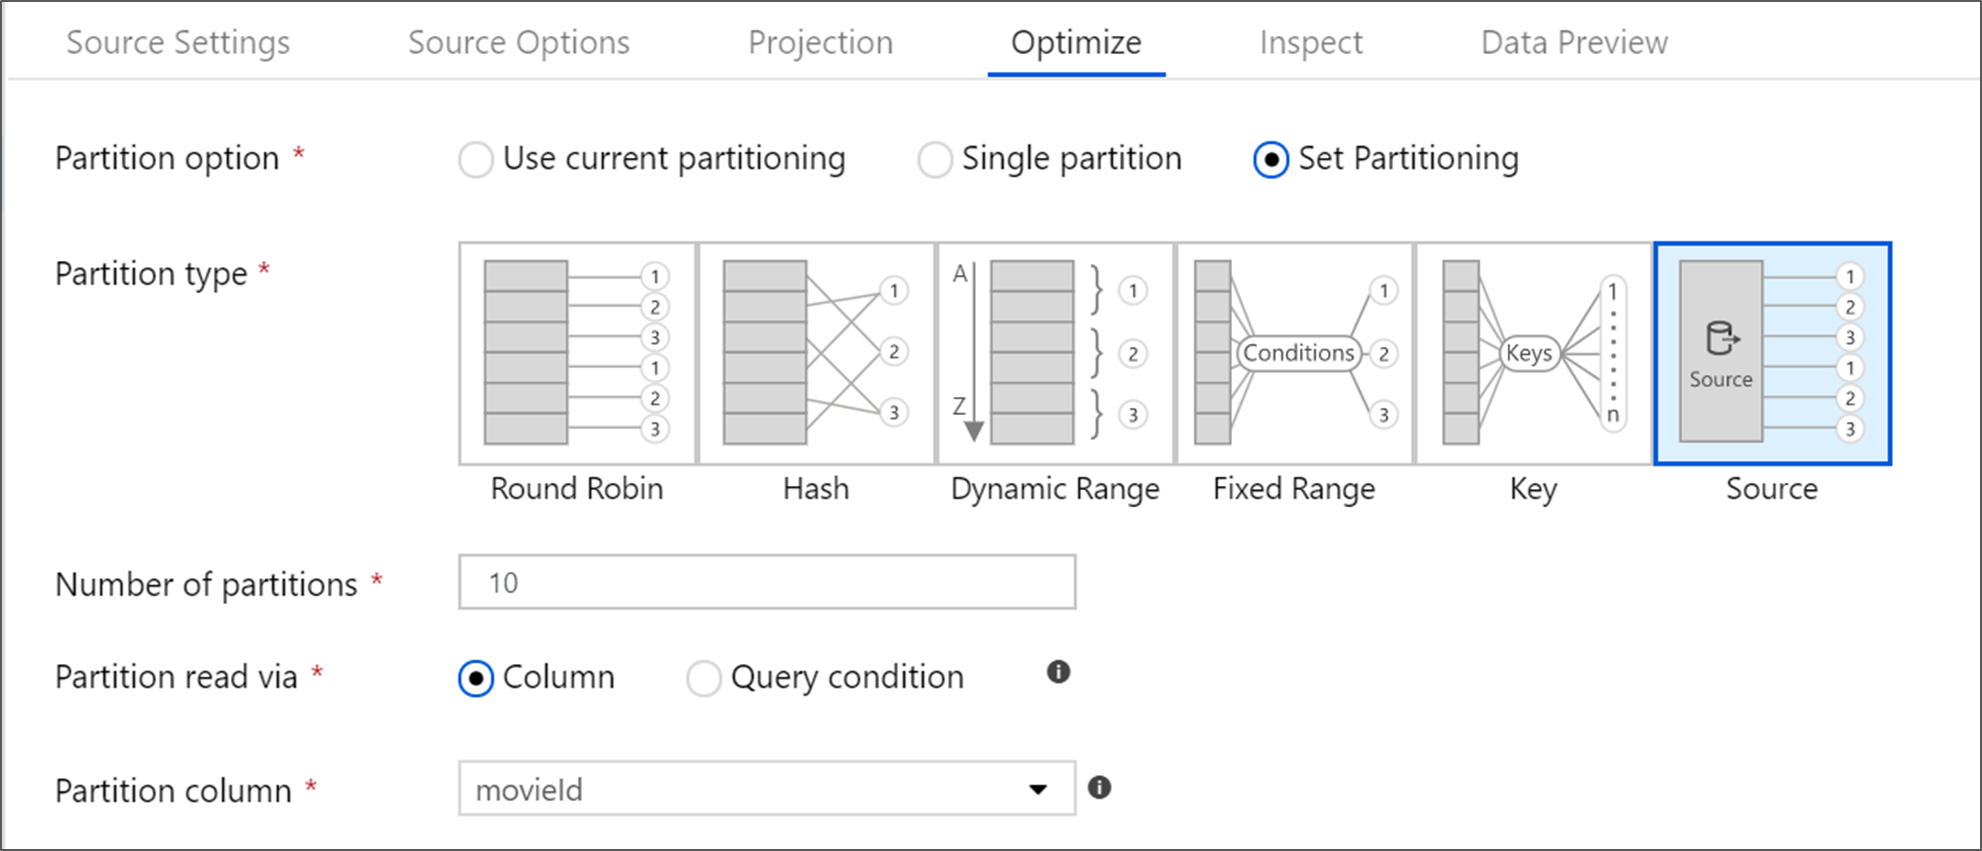 Source Settings Source Options Projection Optimize Inspect Data Preview
Partition option * Use current partitioning Single partition Set Partitioning
Partition type *
1 2 3 1 2 3
1 2 3
A Z 1 2 3
Conditions 1 2 3
Keys 1 n
Source 1 2 3 1 2 3
Round Robin Hash Dynamic Range Fixed Range Key Source
Number of partitions * 10
Partition read via * Column Query condition i
Partition column * movieId i